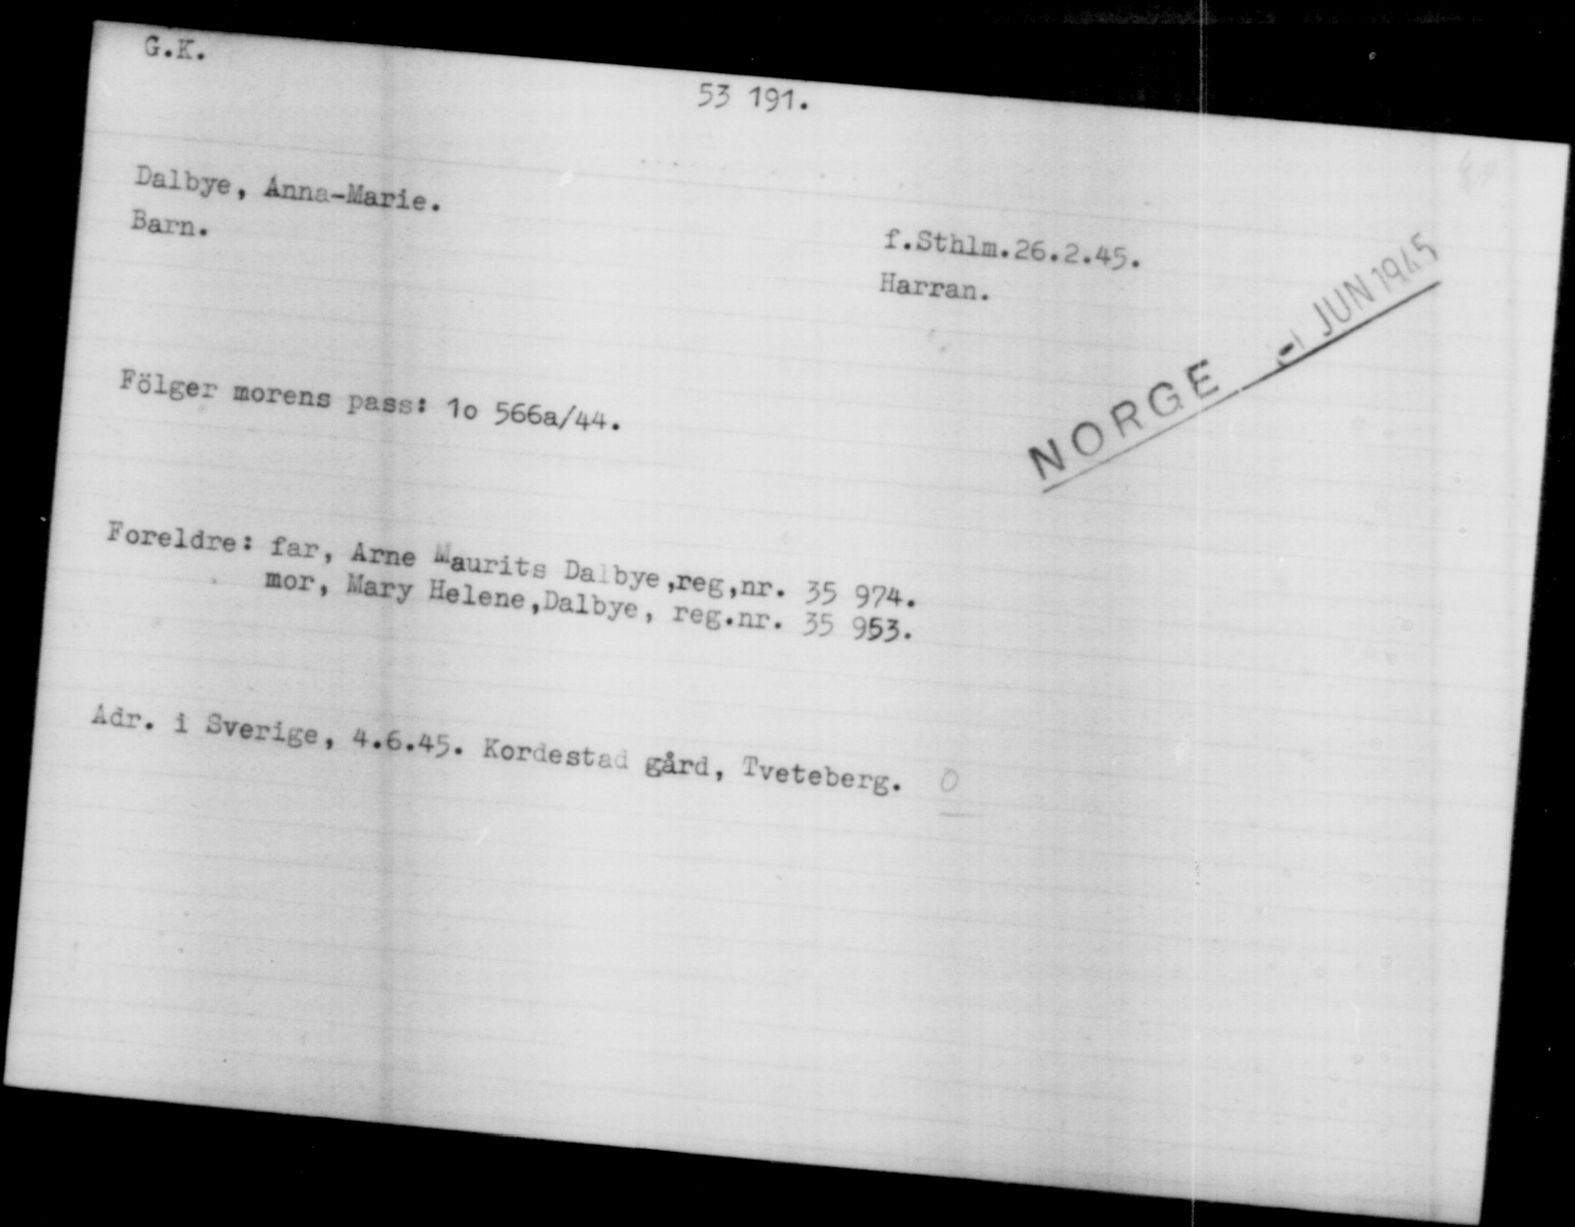 G.K.
53 191.
Dalbye, Anna-Marie.
Barn.
f.Sthlm.26.2.45.
Harran.
NORGE - JUN 1945
Fölger morens pass: 1o 566a/44.
Foreldre: far, Arne Maurits Dalbye,reg,nr. 35 974.
mor, Mary Helene,Dalbye, reg.nr. 35 953.
Adr. i Sverige, 4.6.45. Kordestad gård, Tveteberg. O